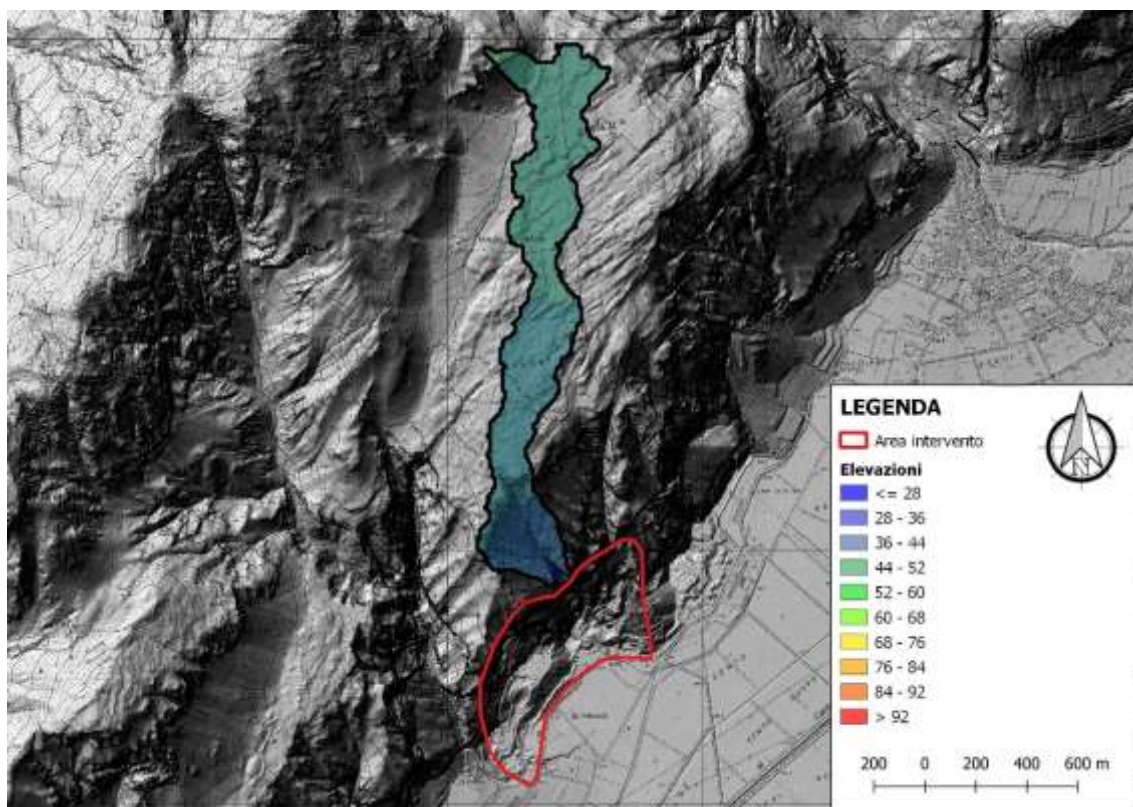 LEGENDA
Area intervento
Elevazioni
<= 28
28 - 36
36 - 44
44 - 52
52 - 60
60 - 68
68 - 76
76 - 84
84 - 92
> 92
N
200 0 200 400 600 m